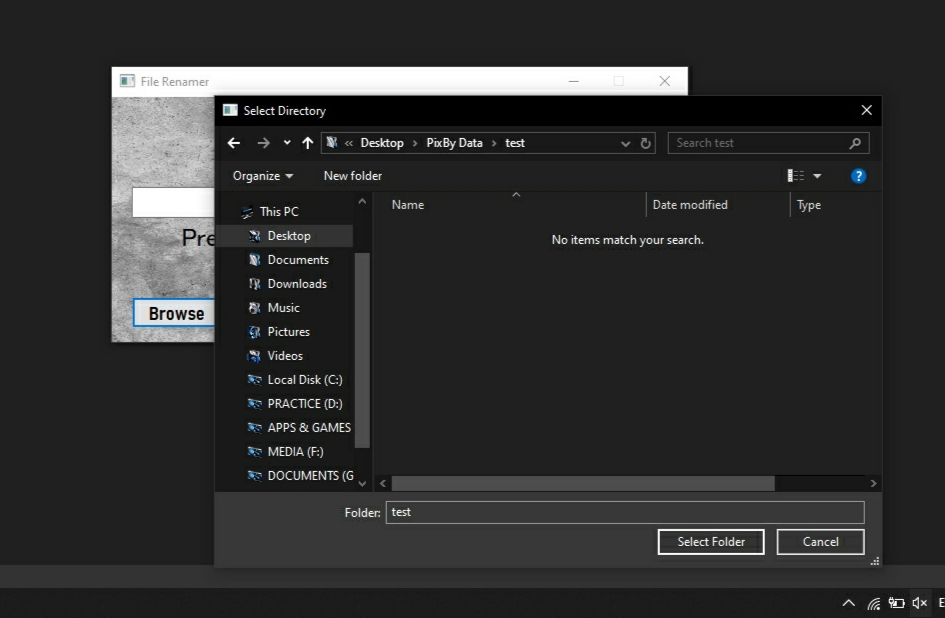 File Renamer
Select Directory
« Desktop › PixBy Data › test
Search test
Organize
New folder
?
This PC
Desktop
Documents
Downloads
Music
Pictures
Videos
Local Disk (C:)
PRACTICE (D:)
APPS & GAMES
MEDIA (F:)
DOCUMENTS (G
Name
Date modified
Type
No items match your search.
Pre
Browse
Folder: test
Select Folder
Cancel
E